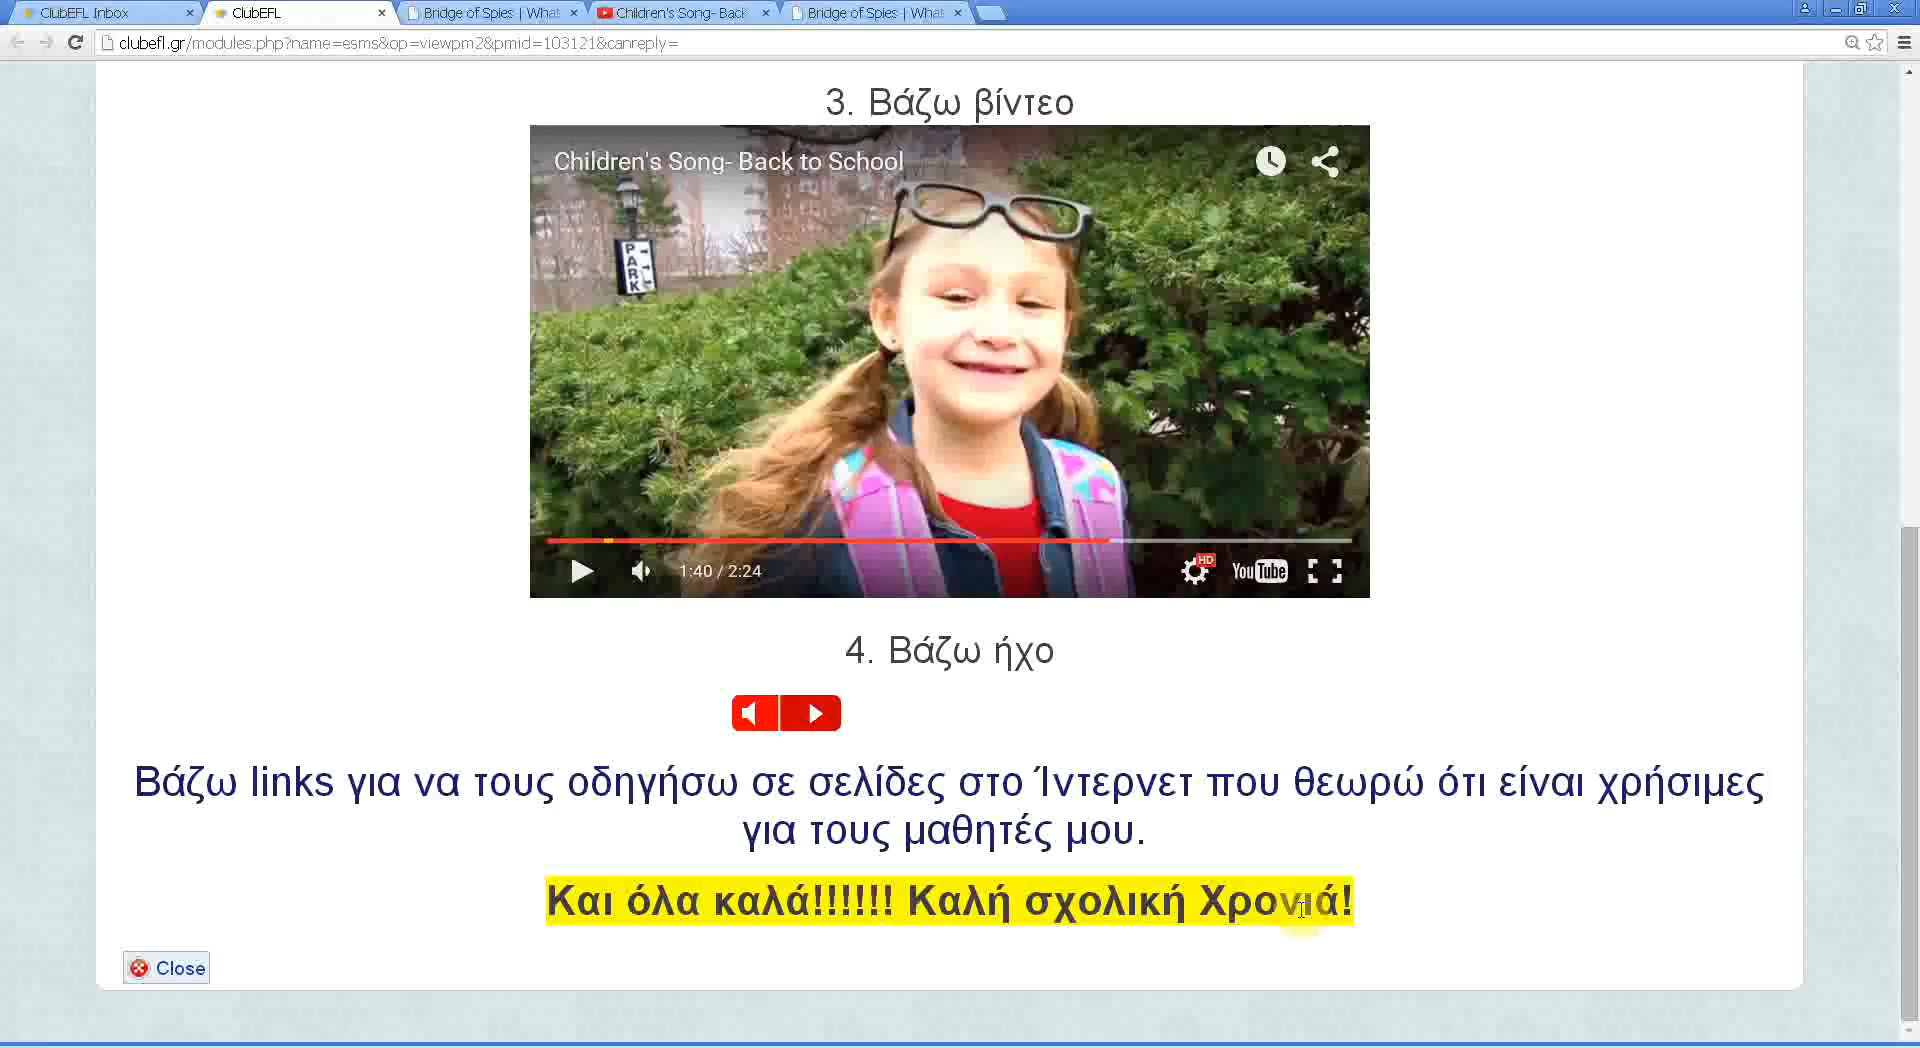 ClubEFL Inbox
ClubEFL
Bridge of Spies | What
Children's Song- Back
Bridge of Spies | What
clubefl.gr/modules.php?name=esms&op=viewpm2&pmid=103121&canreply=
3. Βάζω βίντεο
Children's Song- Back to School
PARK
1:40 / 2:24
HD
YouTube
4. Βάζω ήχο
Βάζω links για να τους οδηγήσω σε σελίδες στο Ίντερνετ που θεωρώ ότι είναι χρήσιμες
για τους μαθητές μου.
Και όλα καλά!!!!!! Καλή σχολική Χρονιά!
Close